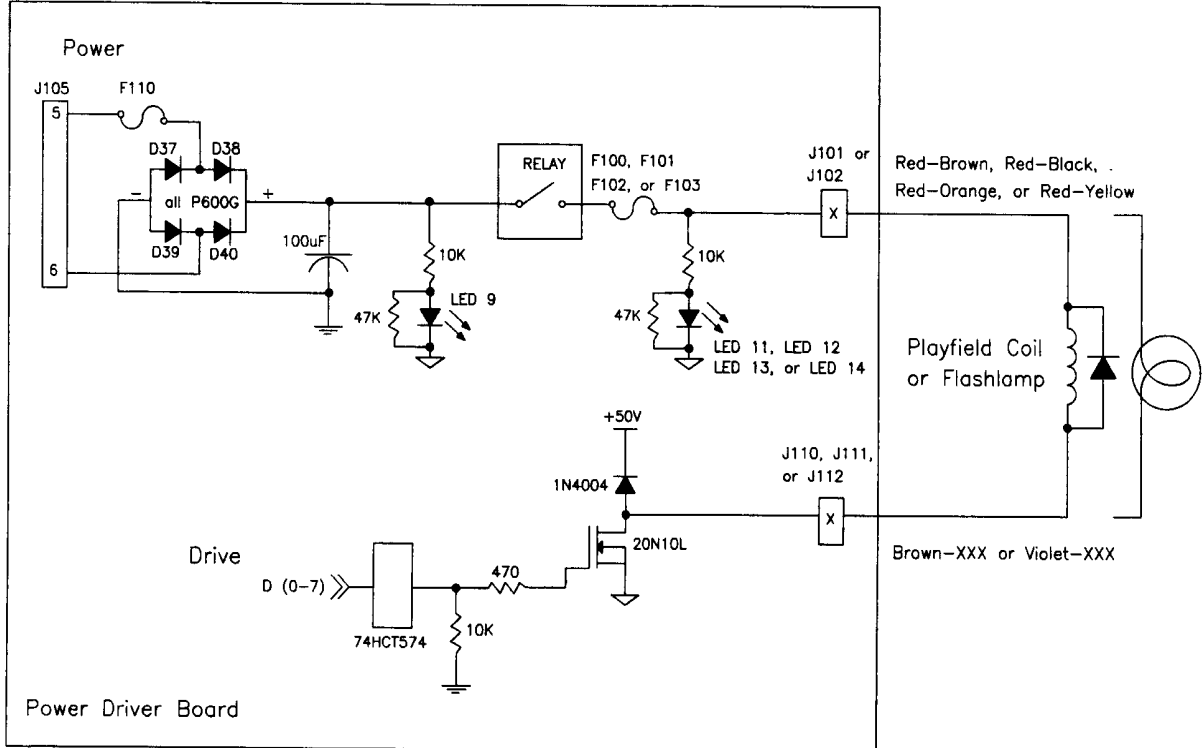 Power
J105
F110
5
D37
D38
-
all P600G
+
D39
D40
6
100uF
10K
47K
LED 9
RELAY
F100, F101
F102, or F103
10K
47K
LED 11, LED 12
LED 13, or LED 14
J101 or
J102
X
Red-Brown, Red-Black,
Red-Orange, or Red-Yellow
Playfield Coil
or Flashlamp
+50V
1N4004
J110, J111,
or J112
X
20N10L
Brown-XXX or Violet-XXX
Drive
D (0-7)
470
74HCT574
10K
Power Driver Board